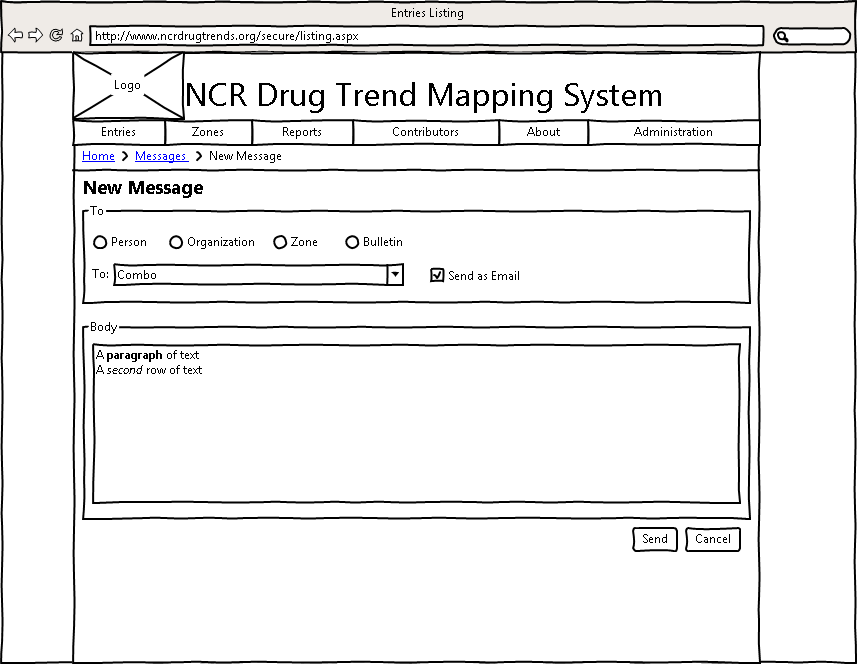 Entries Listing
http://www.ncrdrugtrends.org/secure/listing.aspx
Logo
NCR Drug Trend Mapping System
Entries Zones Reports Contributors About Administration
Home > Messages > New Message
New Message
To
Person Organization Zone Bulletin
To: Combo Send as Email
Body
A paragraph of text
A second row of text
Send Cancel